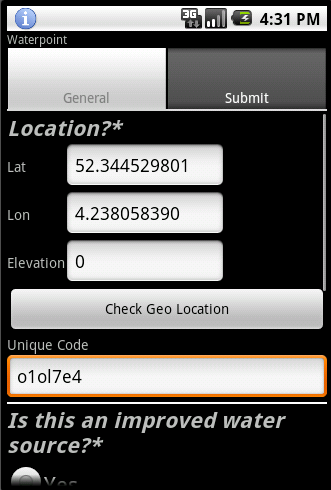 3G 4:31 PM
Waterpoint
General Submit
Location?*
Lat 52.344529801
Lon 4.238058390
Elevation 0
Check Geo Location
Unique Code
o1ol7e4
Is this an improved water
source?*
Yes